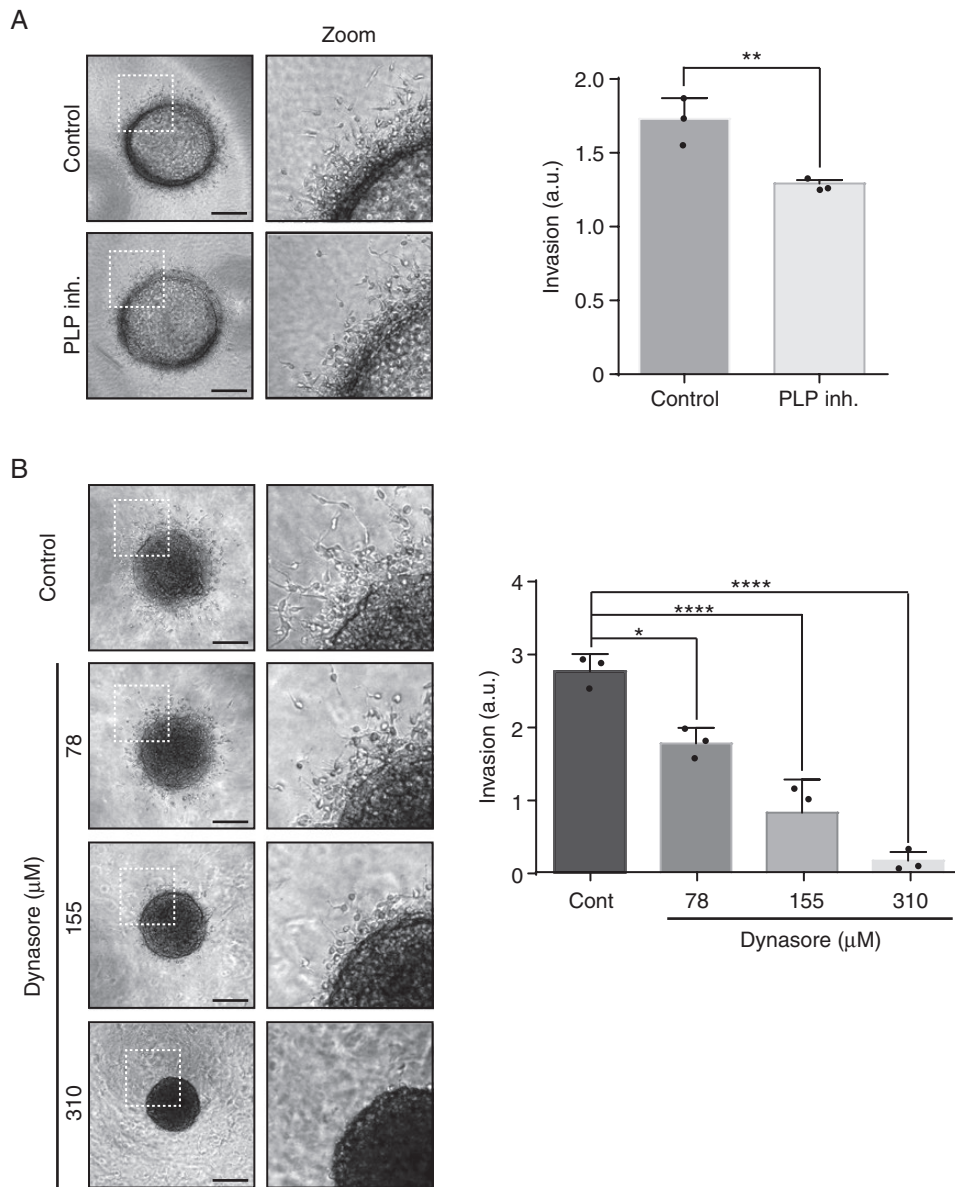 A
Zoom
Control
PLP inh.
**
2.0
1.5
1.0
0.5
0
Invasion (a.u.)
Control PLP inh.
B
Control
78
155
310
Dynasore (μM)
****
****
*
4
3
2
1
0
Invasion (a.u.)
Cont 78 155 310
Dynasore (μM)